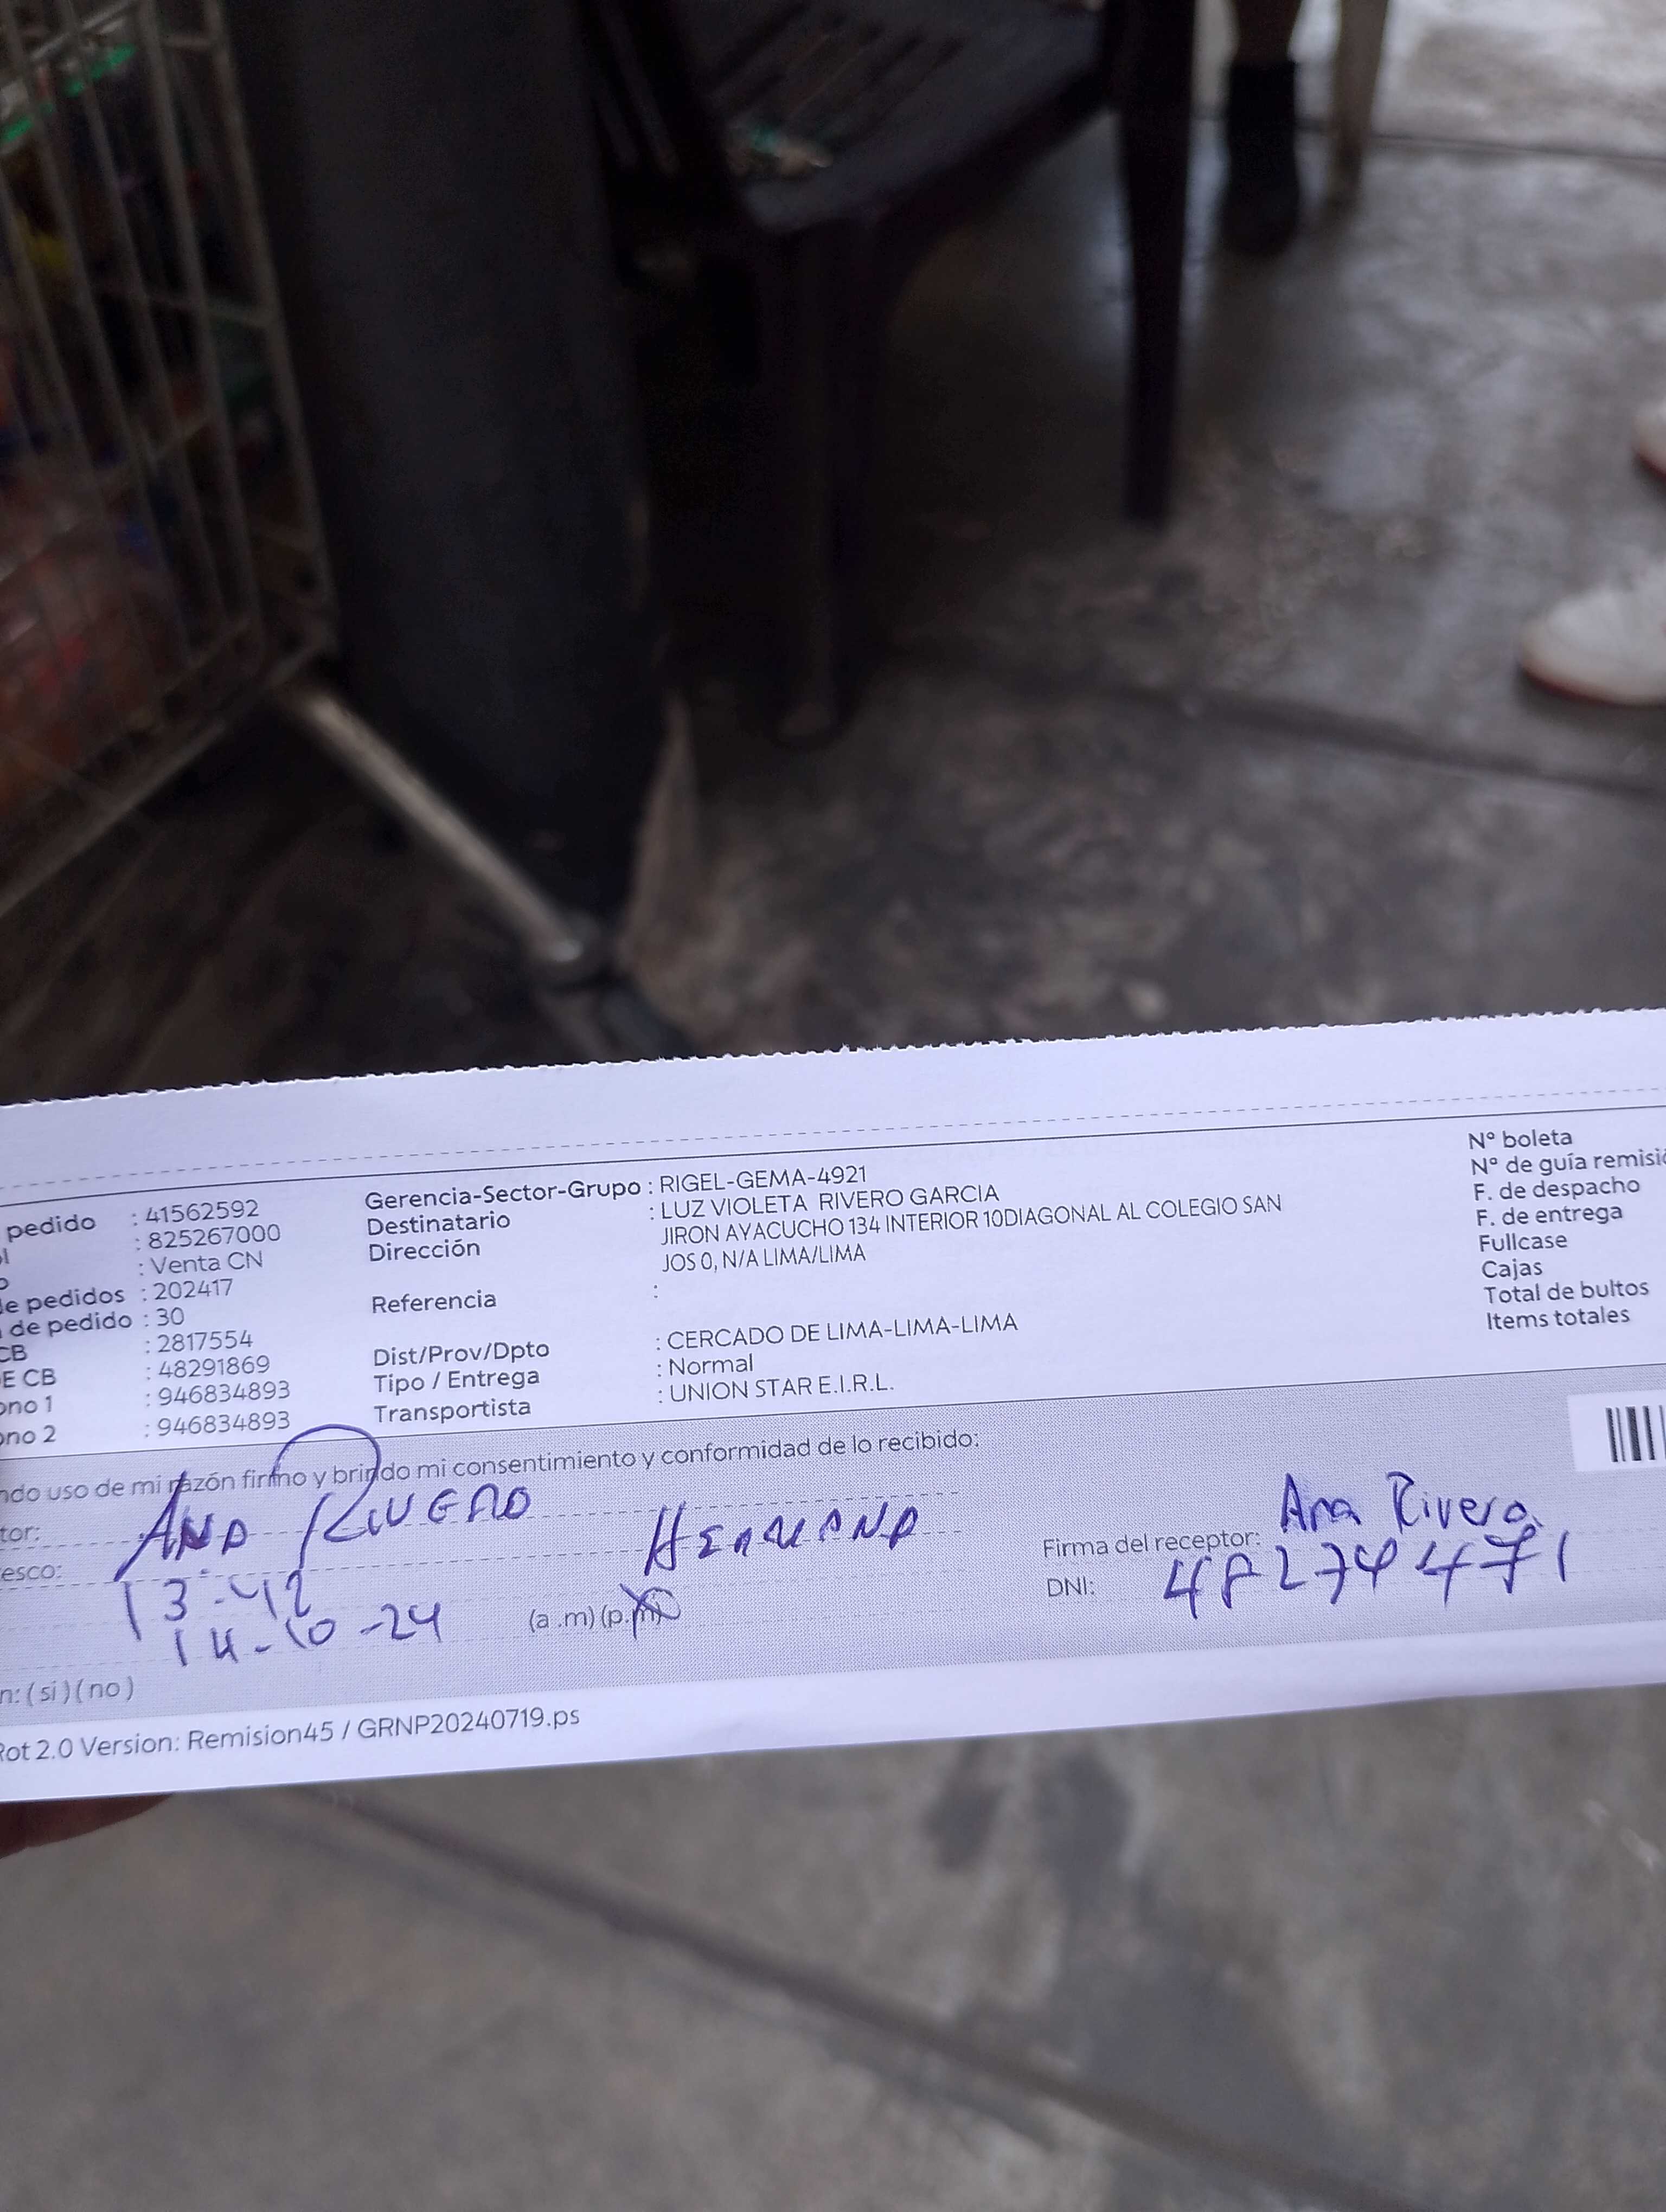 pedido : 41562592
: 825267000
: Venta CN
de pedidos : 202417
de pedido : 30
CB : 2817554
E CB : 48291869
ono 1 : 946834893
ono 2 : 946834893
Gerencia-Sector-Grupo : RIGEL-GEMA-4921
Destinatario : LUZ VIOLETA RIVERO GARCIA
Dirección JIRON AYACUCHO 134 INTERIOR 10DIAGONAL AL COLEGIO SAN
JOS 0, N/A LIMA/LIMA
Referencia :
Dist/Prov/Dpto : CERCADO DE LIMA-LIMA-LIMA
Tipo / Entrega : Normal
Transportista : UNION STAR E.I.R.L.
N° boleta
N° de guía remisió
F. de despacho
F. de entrega
Fullcase
Cajas
Total de bultos
Items totales
ndo uso de mi razón firmo y brindo mi consentimiento y conformidad de lo recibido:
tor: ANA RIVERO HERMANA
esco:
13:42 (a .m) (p.m)
14-10-24
Firma del receptor: Ana Rivero
DNI: 48274471
n: ( si ) ( no )
Rot 2.0 Version: Remision45 / GRNP20240719.ps